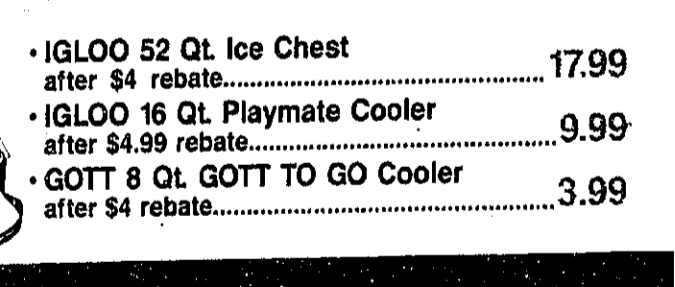 • IGLOO 52 Qt. Ice Chest
after $4 rebate.......................................................17.99
• IGLOO 16 Qt. Playmate Cooler
after $4.99 rebate..................................................9.99
• GOTT 8 Qt. GOTT TO GO Cooler
after $4 rebate.......................................................3.99